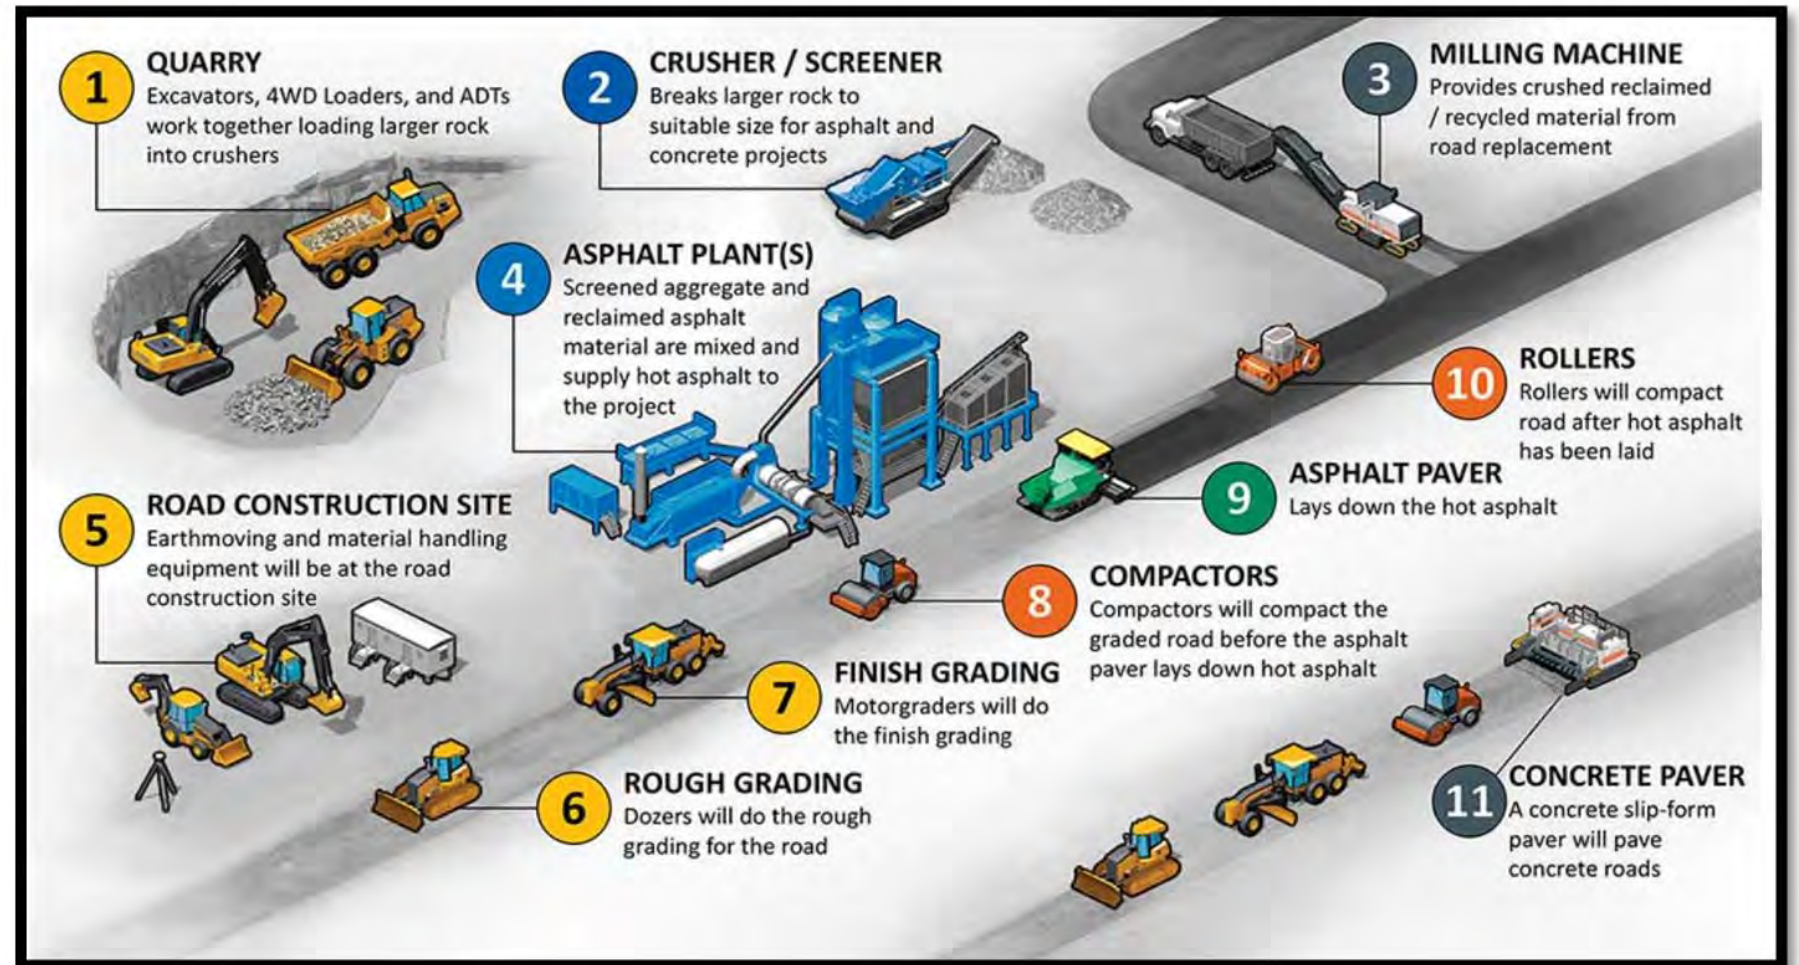 1
QUARRY
Excavators, 4WD Loaders, and ADTs
work together loading larger rock
into crushers
2
CRUSHER / SCREENER
Breaks larger rock to
suitable size for asphalt and
concrete projects
3
MILLING MACHINE
Provides crushed reclaimed
/ recycled material from
road replacement
4
ASPHALT PLANT(S)
Screened aggregate and
reclaimed asphalt
material are mixed and
supply hot asphalt to
the project
5
ROAD CONSTRUCTION SITE
Earthmoving and material handling
equipment will be at the road
construction site
6
ROUGH GRADING
Dozers will do the rough
grading for the road
7
FINISH GRADING
Motorgraders will do
the finish grading
8
COMPACTORS
Compactors will compact the
graded road before the asphalt
paver lays down hot asphalt
9
ASPHALT PAVER
Lays down the hot asphalt
10
ROLLERS
Rollers will compact
road after hot asphalt
has been laid
11
CONCRETE PAVER
A concrete slip-form
paver will pave
concrete roads